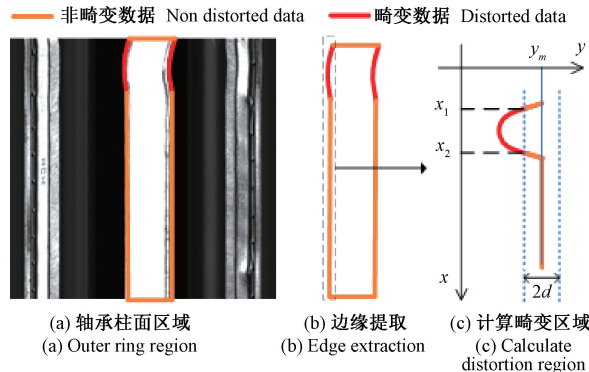 非畸变数据 Non distorted data 畸变数据 Distorted data
y_m y
x_1
x_2
x 2d
(a) 轴承柱面区域 (b) 边缘提取 (c) 计算畸变区域
(a) Outer ring region (b) Edge extraction (c) Calculate
distortion region